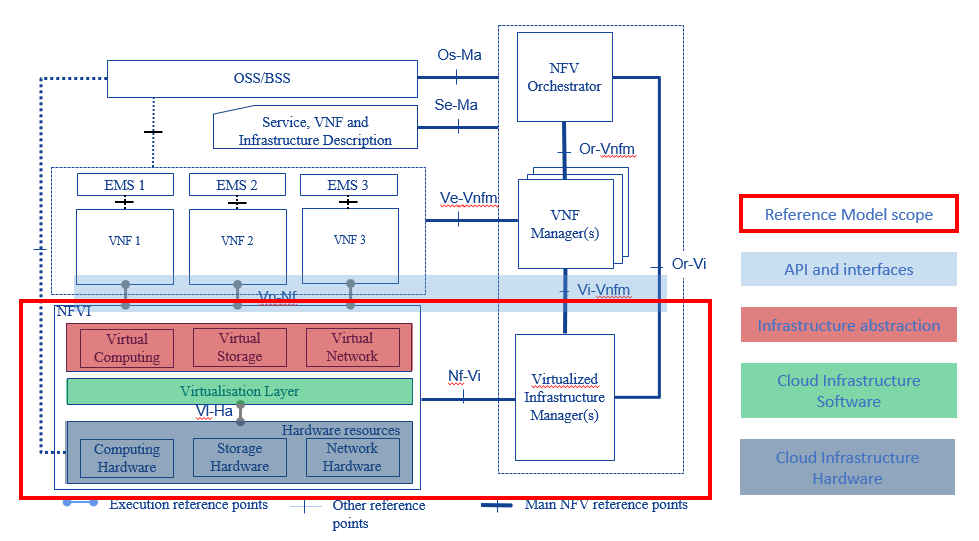 Os-Ma
OSS/BSS
NFV
Orchestrator
Se-Ma
Service, VNF and
Infrastructure Description
Or-Vnfm
EMS 1
EMS 2
EMS 3
Ve-Vnfm
VNF
Manager(s)
VNF 1
VNF 2
VNF 3
Or-Vi
Vn-Nf
Vi-Vnfm
NFVI
Virtual
Computing
Virtual
Storage
Virtual
Network
Nf-Vi
Virtualized
Infrastructure
Manager(s)
Virtualisation Layer
VI-Ha
Hardware resources
Computing
Hardware
Storage
Hardware
Network
Hardware
Execution reference points
Other reference
points
Main NFV reference points
Reference Model scope
API and interfaces
Infrastructure abstraction
Cloud Infrastructure
Software
Cloud Infrastructure
Hardware